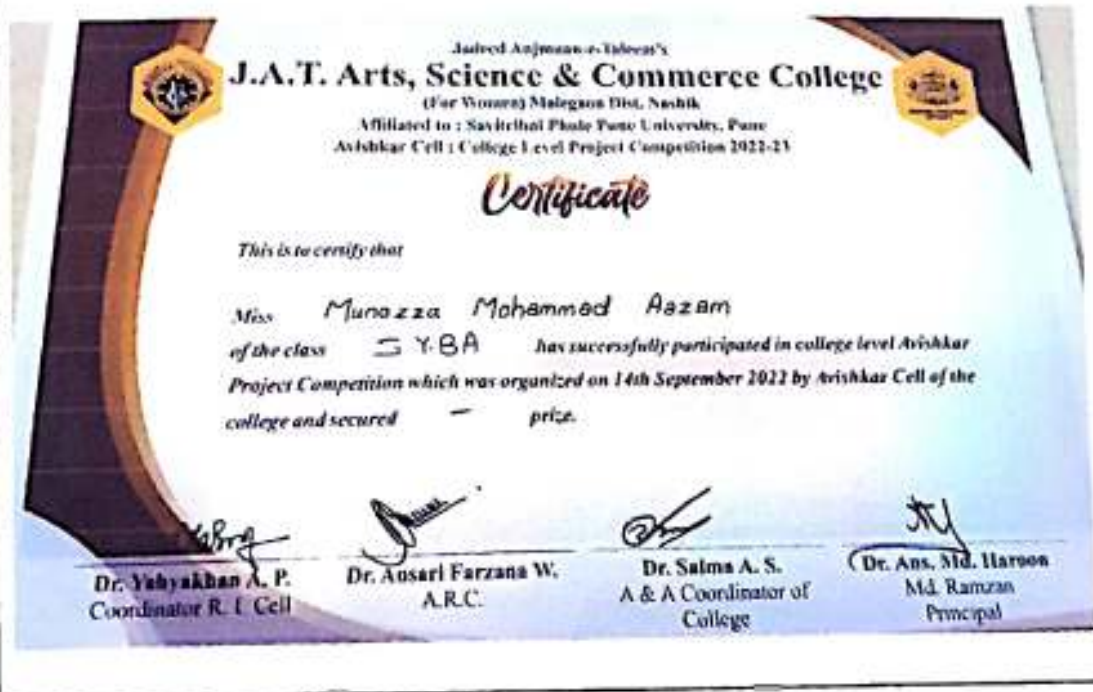 Jadeed Anjuman-e-Taleem's
J.A.T. Arts, Science & Commerce College
(For Women) Malegaon Dist. Nashik
Affiliated to : Savitribai Phule Pune University, Pune
Avishkar Cell : College Level Project Competition 2022-23
Certificate
This is to certify that
Miss Munazza Mohammad Aazam
of the class S Y.BA has successfully participated in college level Avishkar
Project Competition which was organized on 14th September 2022 by Avishkar Cell of the
college and secured — prize.
Dr. Yahyakhan A. P. Dr. Ansari Farzana W. Dr. Salma A. S. Dr. Ans. Md. Haroon
Coordinator R. I. Cell A.R.C. A & A Coordinator of Md. Ramzan
College Principal